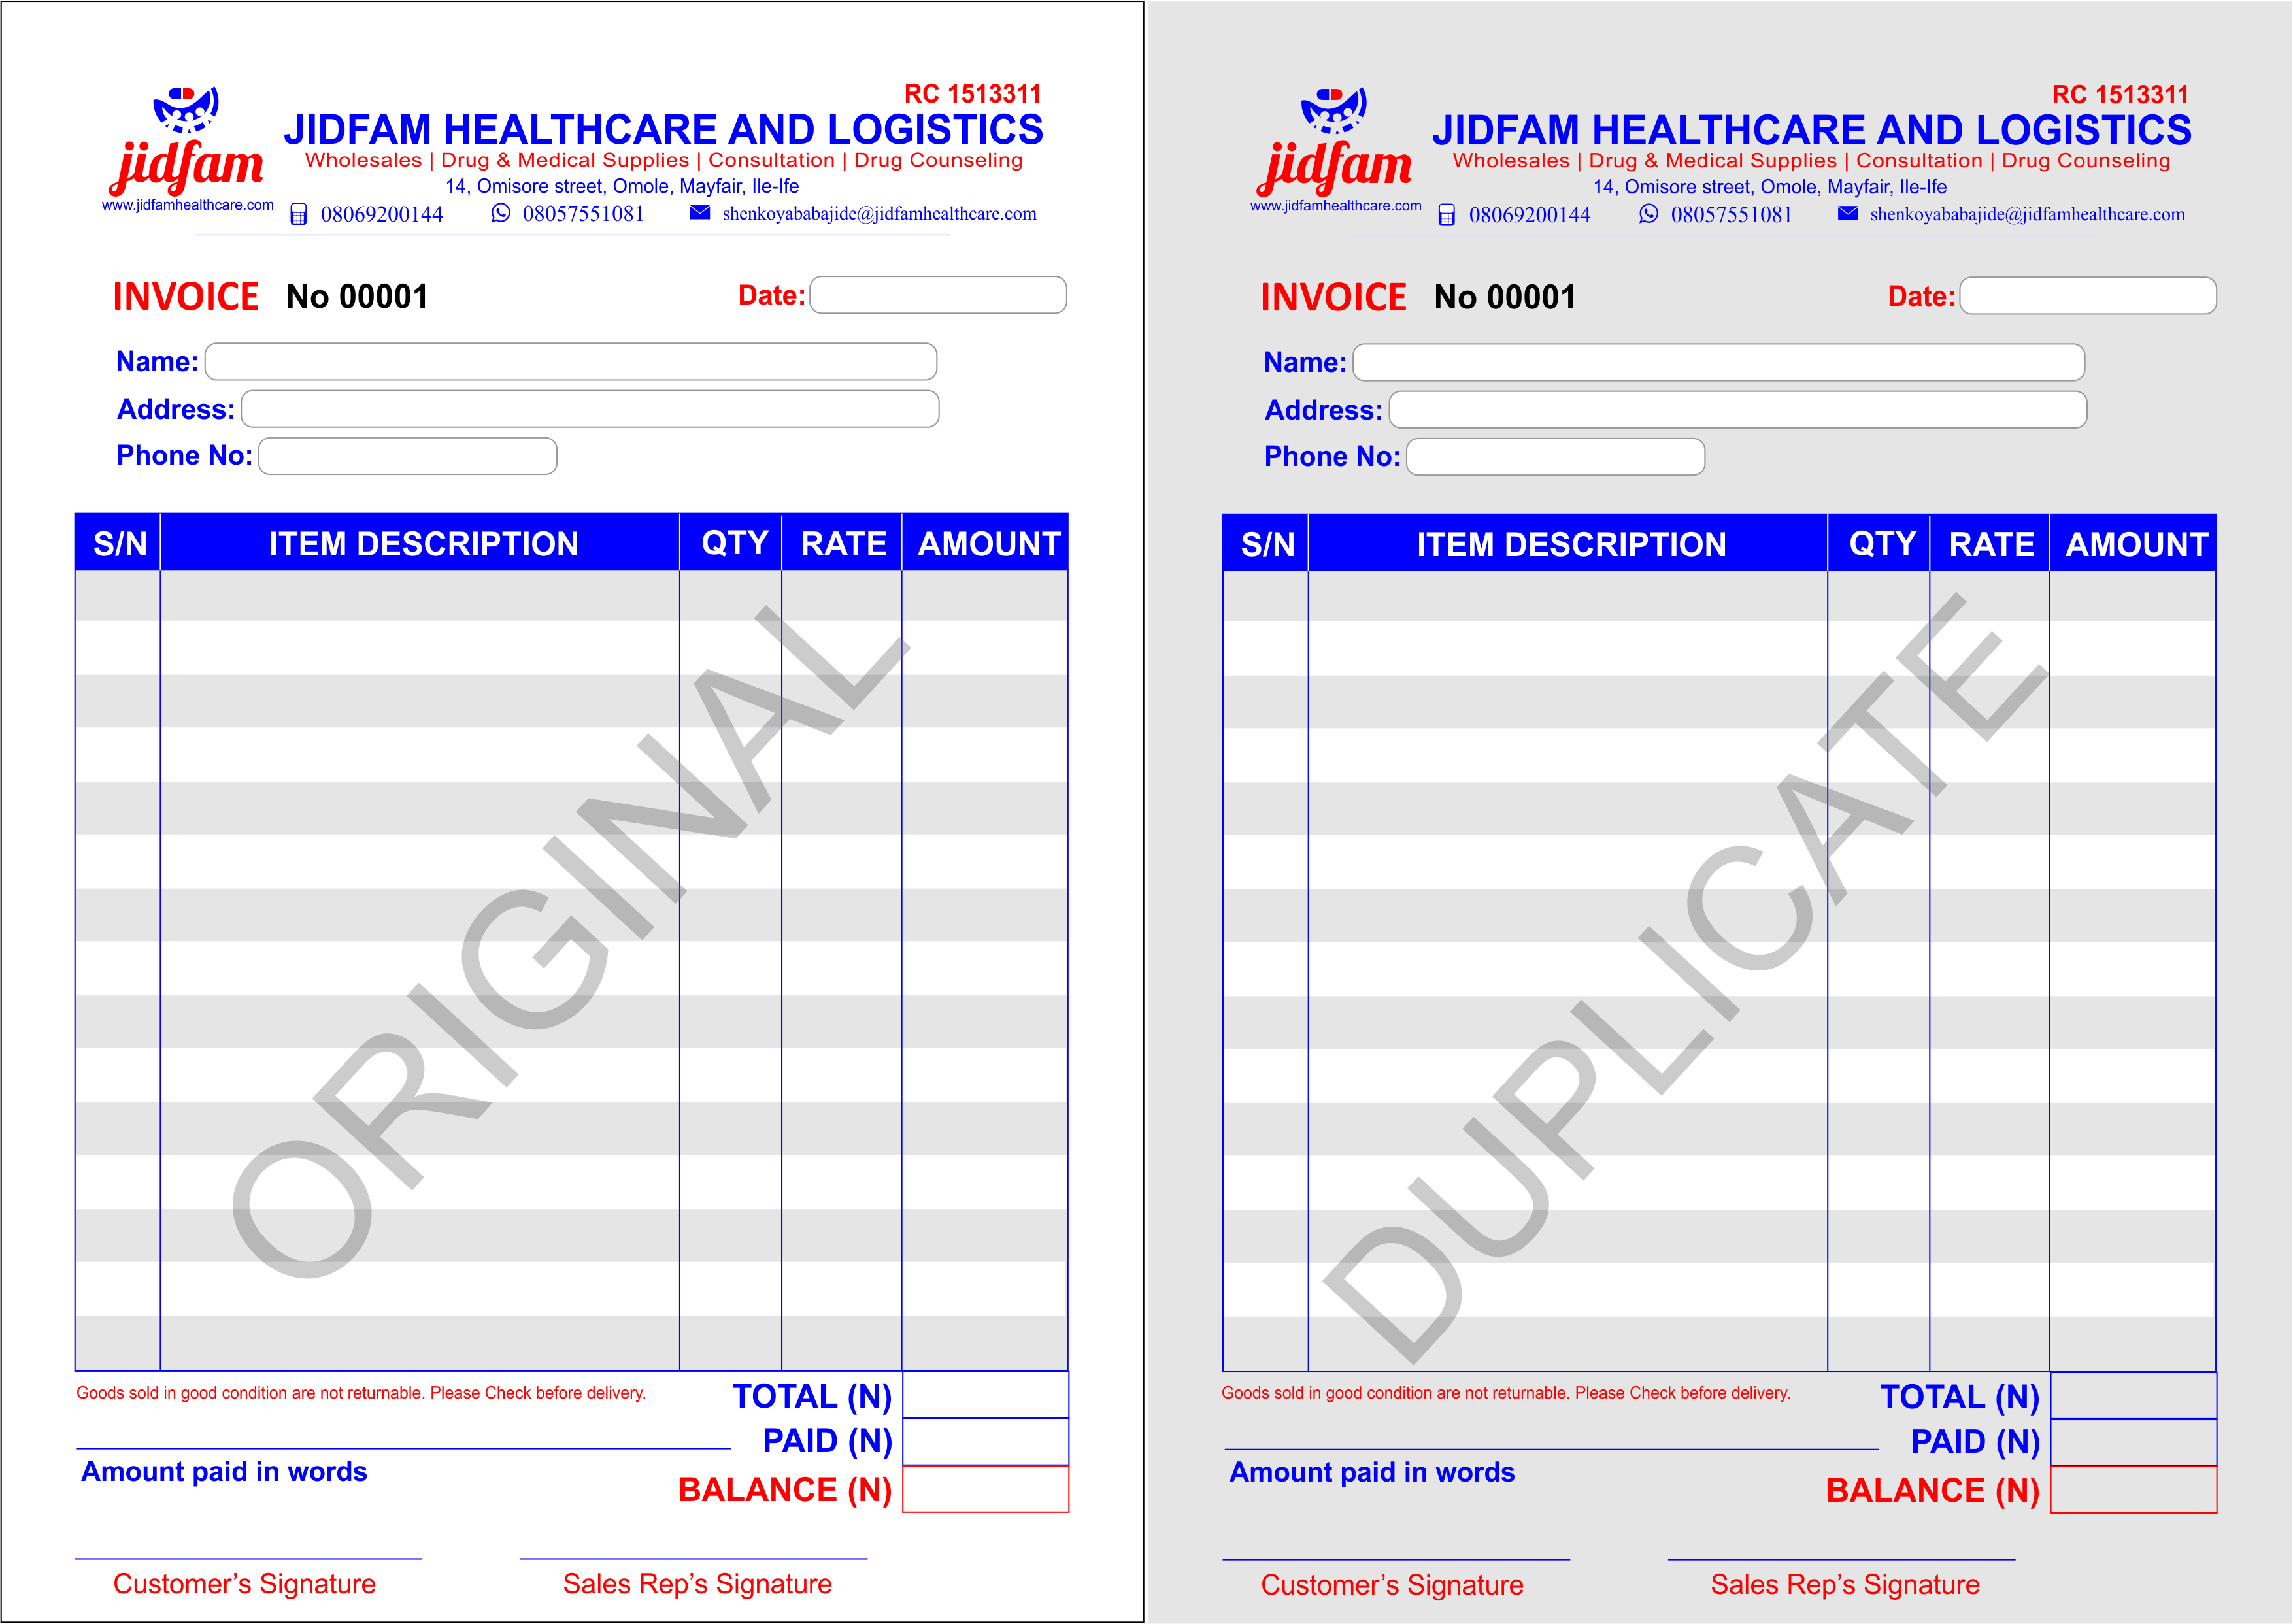 RC 1513311
jidfam
www.jidfamhealthcare.com
JIDFAM HEALTHCARE AND LOGISTICS
Wholesales | Drug & Medical Supplies | Consultation | Drug Counseling
14, Omisore street, Omole, Mayfair, Ile-Ife
08069200144 08057551081 shenkoyababajide@jidfamhealthcare.com
INVOICE No 00001 Date:
Name:
Address:
Phone No:
S/N ITEM DESCRIPTION QTY RATE AMOUNT
ORIGINAL
Goods sold in good condition are not returnable. Please Check before delivery.
TOTAL (N)
PAID (N)
Amount paid in words
BALANCE (N)
Customer’s Signature Sales Rep’s Signature
RC 1513311
jidfam
www.jidfamhealthcare.com
JIDFAM HEALTHCARE AND LOGISTICS
Wholesales | Drug & Medical Supplies | Consultation | Drug Counseling
14, Omisore street, Omole, Mayfair, Ile-Ife
08069200144 08057551081 shenkoyababajide@jidfamhealthcare.com
INVOICE No 00001 Date:
Name:
Address:
Phone No:
S/N ITEM DESCRIPTION QTY RATE AMOUNT
DUPLICATE
Goods sold in good condition are not returnable. Please Check before delivery.
TOTAL (N)
PAID (N)
Amount paid in words
BALANCE (N)
Customer’s Signature Sales Rep’s Signature